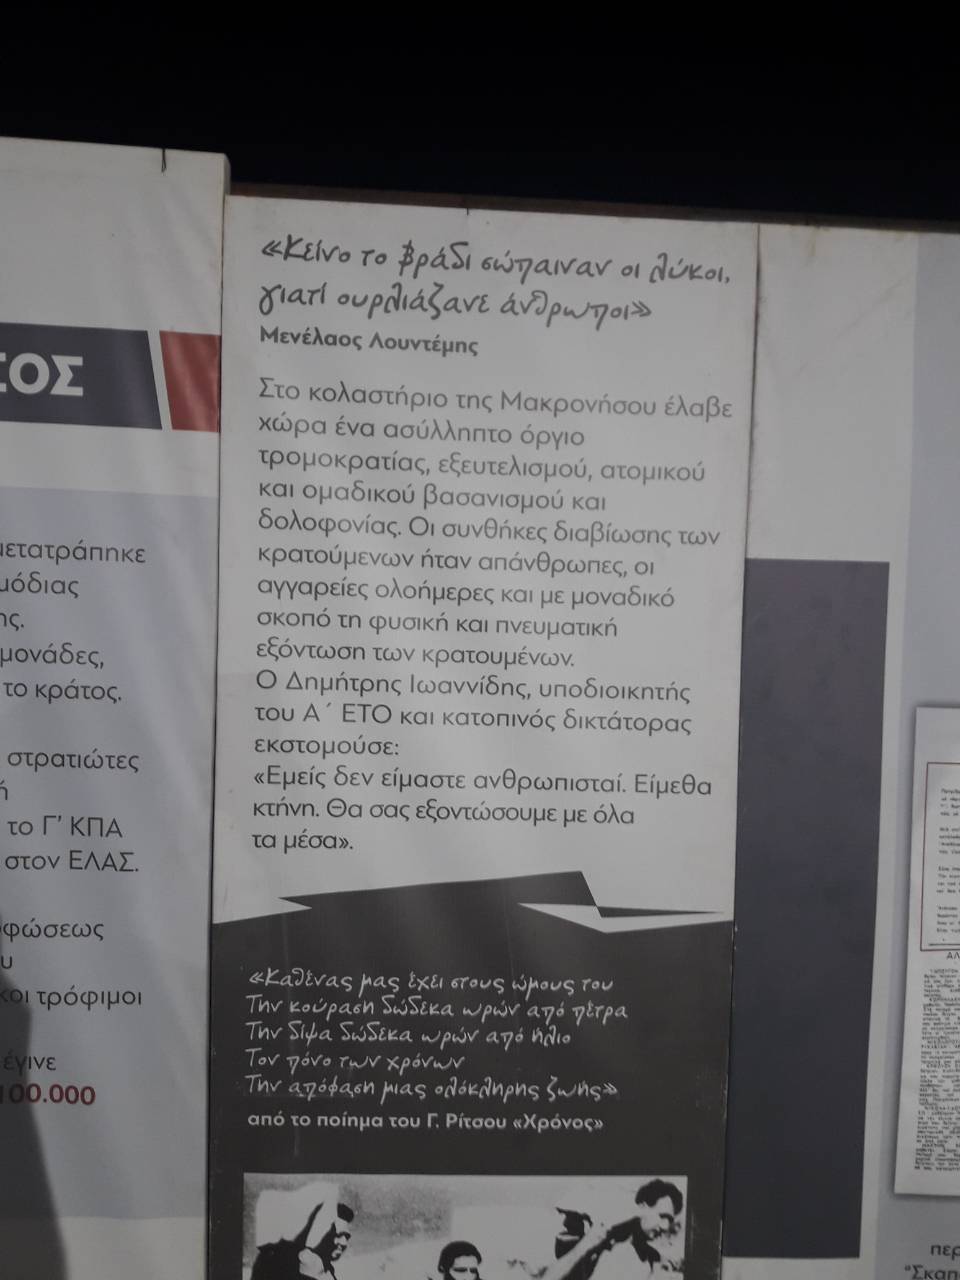 ΣΟΣ
μετατράπηκε
μόδιας
ης.
μονάδες,
το κράτος.
στρατιώτες
ή
το Γ' ΚΠΑ
στον ΕΛΑΣ.
φώσεως
υ
κοι τρόφιμοι
έγινε
100.000
«Κείνο το βράδι σώπαιναν οι λύκοι,
γιατί ουρλιάζανε άνθρωποι»
Μενέλαος Λουντέμης
Στο κολαστήριο της Μακρονήσου έλαβε
χώρα ένα ασύλληπτο όργιο
τρομοκρατίας, εξευτελισμού, ατομικού
και ομαδικού βασανισμού και
δολοφονίας. Οι συνθήκες διαβίωσης των
κρατούμενων ήταν απάνθρωπες, οι
αγγαρείες ολοήμερες και με μοναδικό
σκοπό τη φυσική και πνευματική
εξόντωση των κρατουμένων.
Ο Δημήτρης Ιωαννίδης, υποδιοικητής
του Α΄ ΕΤΟ και κατοπινός δικτάτορας
εκστομούσε:
«Εμείς δεν είμαστε ανθρωπισταί. Είμεθα
κτήνη. Θα σας εξοντώσουμε με όλα
τα μέσα».
«Καθένας μας έχει στους ώμους του
Την κούραση δώδεκα ωρών από πέτρα
Την δίψα δώδεκα ωρών από ήλιο
Τον πόνο των χρόνων
Την απόφαση μιας ολόκληρης ζωής»
από το ποίημα του Γ. Ρίτσου «Χρόνος»
περ
"Σκαπ